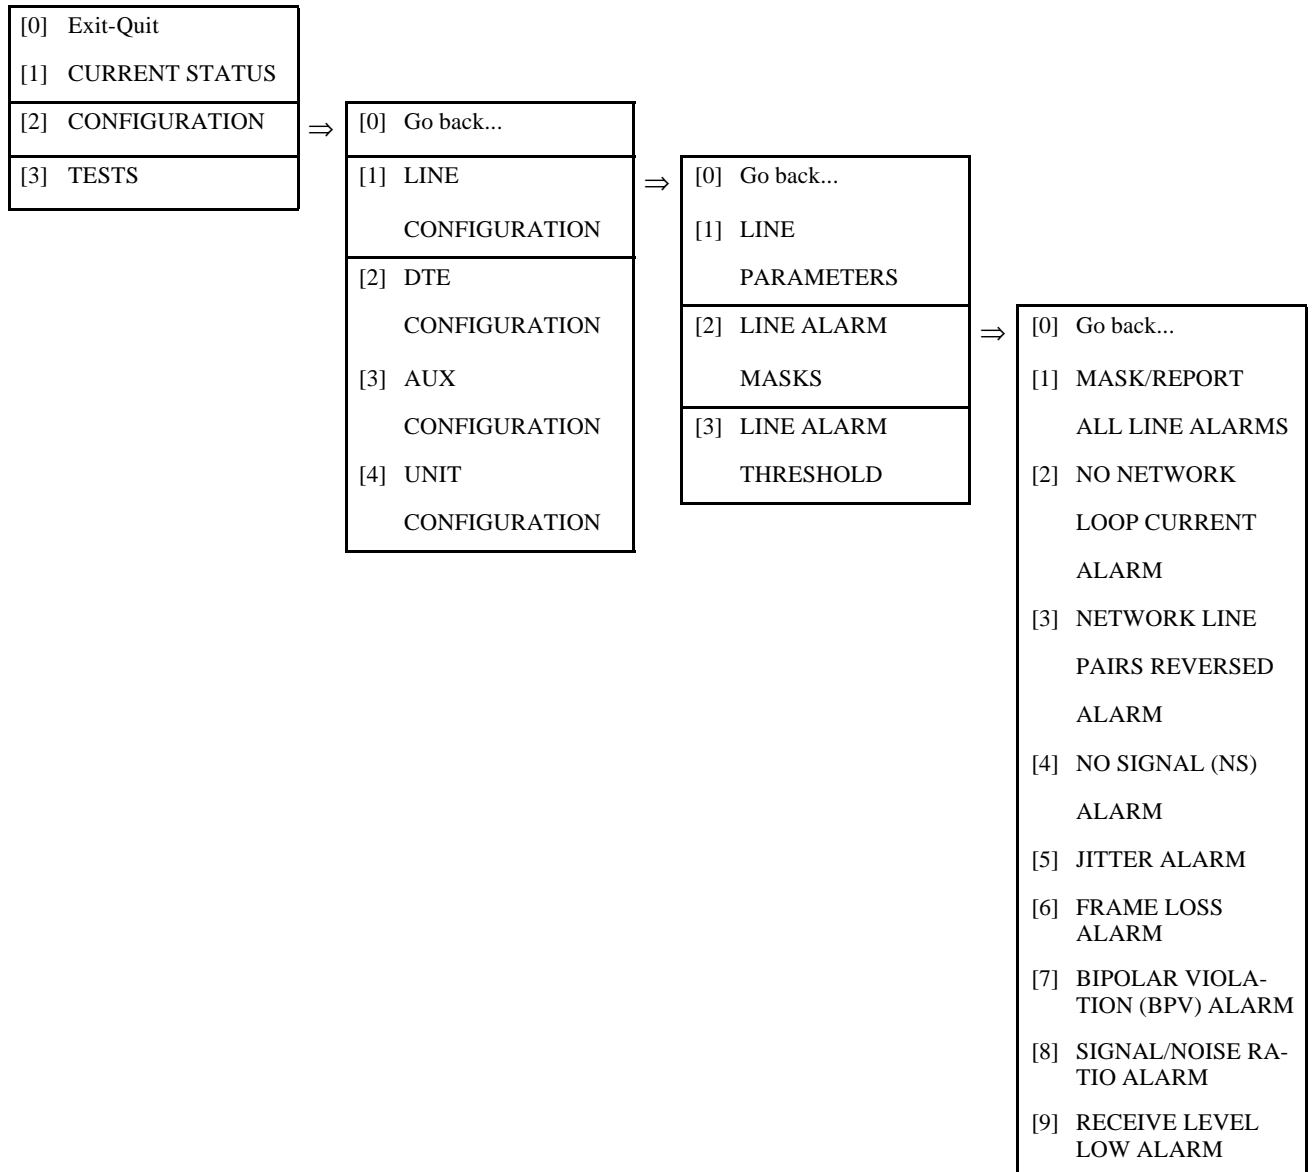 [0] Exit-Quit
[1] CURRENT STATUS
[2] CONFIGURATION
[3] TESTS
⇒
[0] Go back...
[1] LINE
CONFIGURATION
[2] DTE
CONFIGURATION
[3] AUX
CONFIGURATION
[4] UNIT
CONFIGURATION
⇒
[0] Go back...
[1] LINE
PARAMETERS
[2] LINE ALARM
MASKS
[3] LINE ALARM
THRESHOLD
⇒
[0] Go back...
[1] MASK/REPORT
ALL LINE ALARMS
[2] NO NETWORK
LOOP CURRENT
ALARM
[3] NETWORK LINE
PAIRS REVERSED
ALARM
[4] NO SIGNAL (NS)
ALARM
[5] JITTER ALARM
[6] FRAME LOSS
ALARM
[7] BIPOLAR VIOLA-
TION (BPV) ALARM
[8] SIGNAL/NOISE RA-
TIO ALARM
[9] RECEIVE LEVEL
LOW ALARM